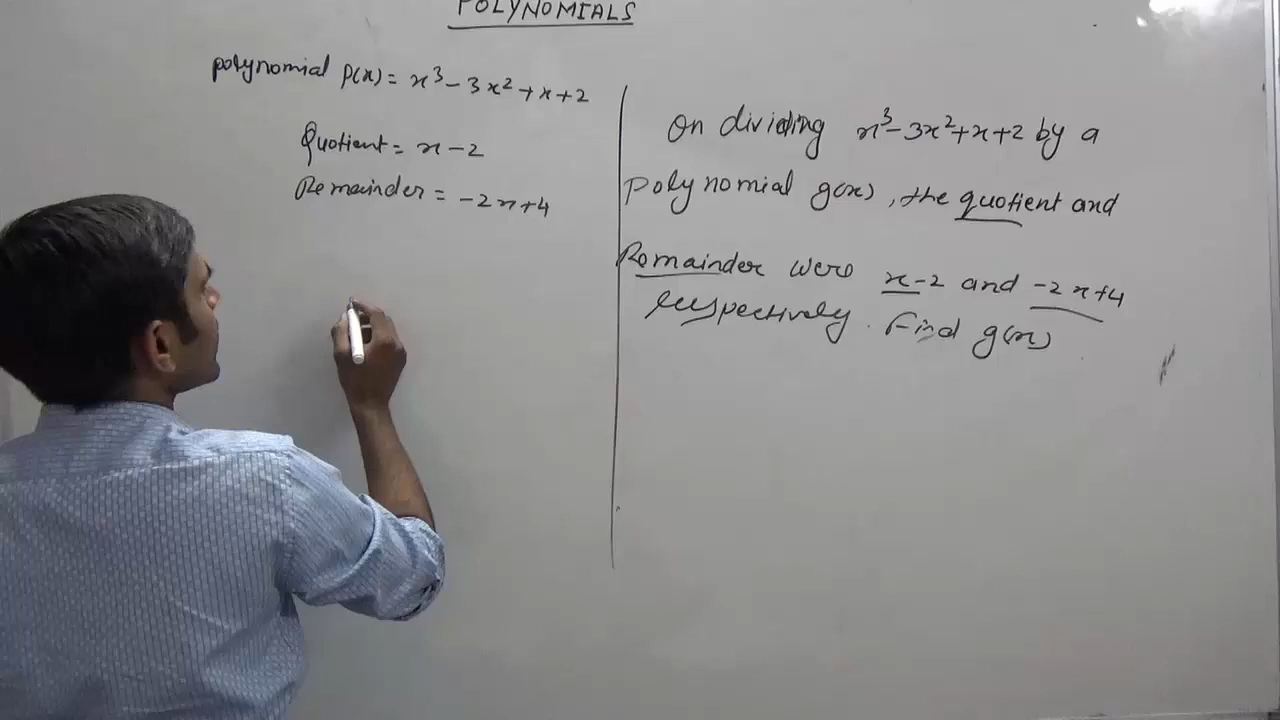 POLYNOMIALS
polynomial p(x) = x³ - 3x² + x + 2
Quotient = x - 2
Remainder = -2x + 4
On dividing x³ - 3x² + x + 2 by a
polynomial g(x), the quotient and
Remainder were x - 2 and -2x + 4
respectively. Find g(x)